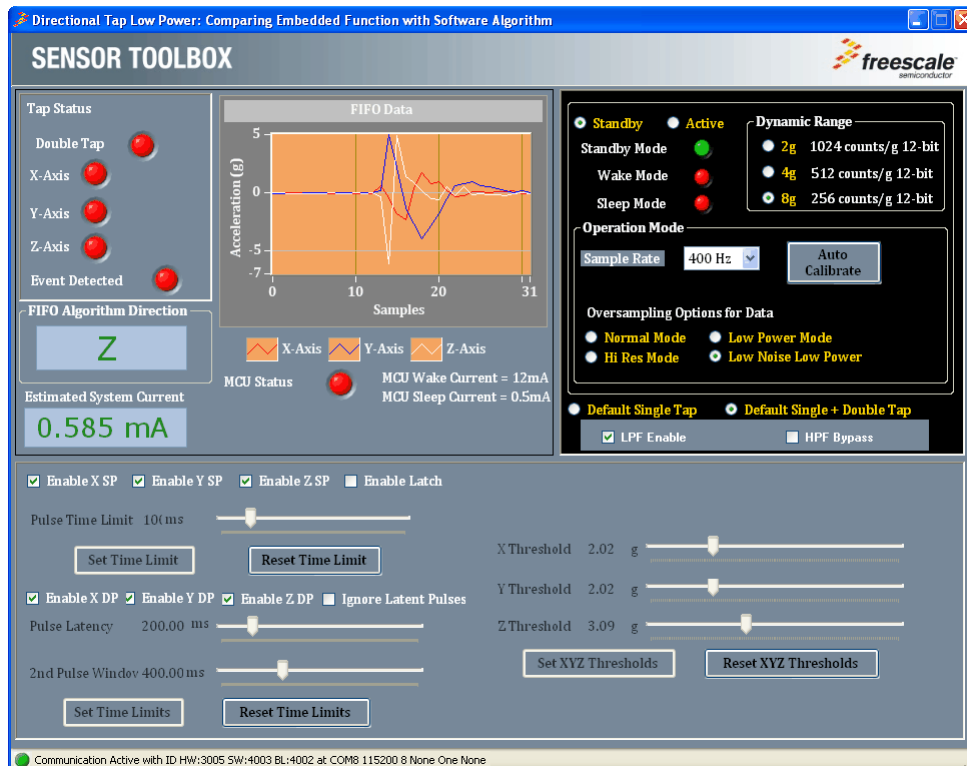 Directional Tap Low Power: Comparing Embedded Function with Software Algorithm
SENSOR TOOLBOX
freescale
semiconductor
Tap Status
Double Tap
X-Axis
Y-Axis
Z-Axis
Event Detected
FIFO Algorithm Direction
Z
Estimated System Current
0.585 mA
FIFO Data
Acceleration (g)
5
0
-5
-7
0 10 20 31
Samples
X-Axis Y-Axis Z-Axis
MCU Status
MCU Wake Current = 12mA
MCU Sleep Current = 0.5mA
Standby Active
Standby Mode
Wake Mode
Sleep Mode
Dynamic Range
2g 1024 counts/g 12-bit
4g 512 counts/g 12-bit
8g 256 counts/g 12-bit
Operation Mode
Sample Rate 400 Hz
Auto
Calibrate
Oversampling Options for Data
Normal Mode Low Power Mode
Hi Res Mode Low Noise Low Power
Default Single Tap Default Single + Double Tap
LPF Enable HPF Bypass
Enable X SP Enable Y SP Enable Z SP Enable Latch
Pulse Time Limit ms
Set Time Limit Reset Time Limit
Enable X DP Enable Y DP Enable Z DP Ignore Latent Pulses
Pulse Latency 200.00 ms
2nd Pulse Window 400.00 ms
Set Time Limits Reset Time Limits
X Threshold 2.02 g
Y Threshold 2.02 g
Z Threshold 3.09 g
Set XYZ Thresholds Reset XYZ Thresholds
Communication Active with ID HW:3005 SW:4003 BL:4002 at COM8 115200 8 None One None